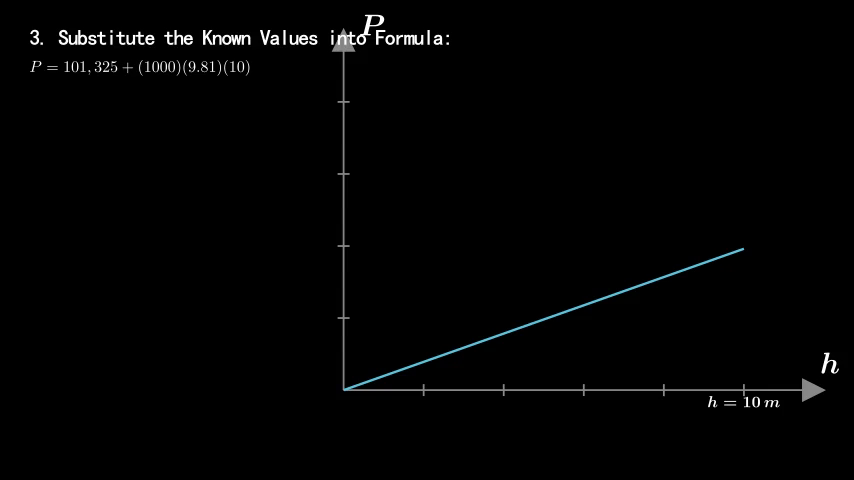 P
3. Substitute the Known Values into Formula:
P = 101,325 + (1000)(9.81)(10)
h
h = 10 m